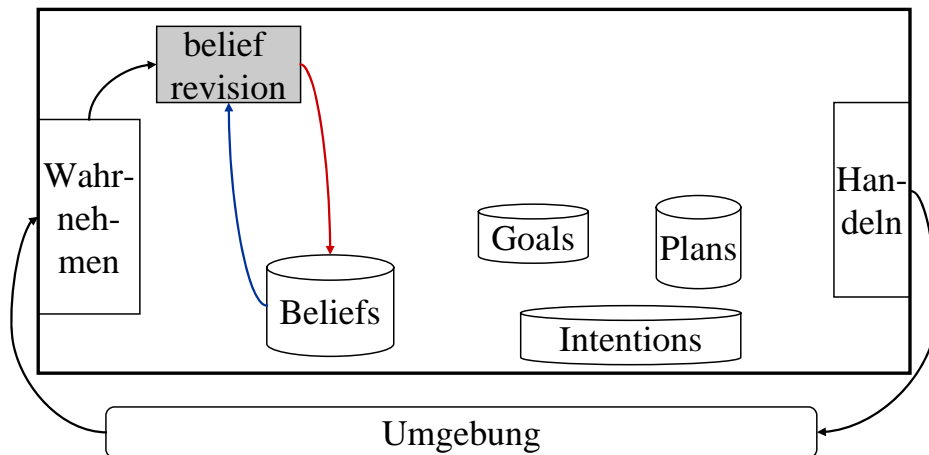 belief
revision
Wahr-
neh-
men
Beliefs
Goals
Plans
Intentions
Han-
deln
Umgebung